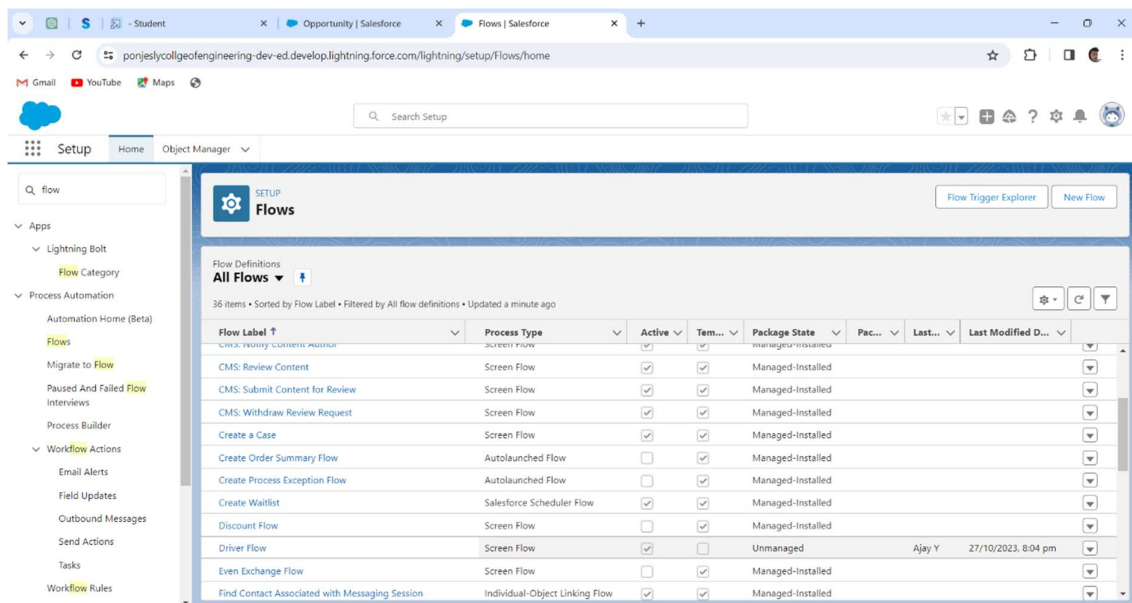 S
- Student
Opportunity | Salesforce
Flows | Salesforce
ponjeslycollgeofengineering-dev-ed.develop.lightning.force.com/lightning/setup/Flows/home
Gmail YouTube Maps
Search Setup
Setup Home Object Manager
flow
Apps
Lightning Bolt
Flow Category
Process Automation
Automation Home (Beta)
Flows
Migrate to Flow
Paused And Failed Flow
Interviews
Process Builder
Workflow Actions
Email Alerts
Field Updates
Outbound Messages
Send Actions
Tasks
Workflow Rules
SETUP
Flows
Flow Trigger Explorer
New Flow
Flow Definitions
All Flows
36 items • Sorted by Flow Label • Filtered by All flow definitions • Updated a minute ago
Flow Label Process Type Active Tem... Package State Pac... Last... Last Modified D...
CMS: Notify Content Author Screen Flow Managed-Installed
CMS: Review Content Screen Flow Managed-Installed
CMS: Submit Content for Review Screen Flow Managed-Installed
CMS: Withdraw Review Request Screen Flow Managed-Installed
Create a Case Screen Flow Managed-Installed
Create Order Summary Flow Autolaunched Flow Managed-Installed
Create Process Exception Flow Autolaunched Flow Managed-Installed
Create Waitlist Salesforce Scheduler Flow Managed-Installed
Discount Flow Screen Flow Managed-Installed
Driver Flow Screen Flow Unmanaged Ajay Y 27/10/2023, 8:04 pm
Even Exchange Flow Screen Flow Managed-Installed
Find Contact Associated with Messaging Session Individual-Object Linking Flow Managed-Installed